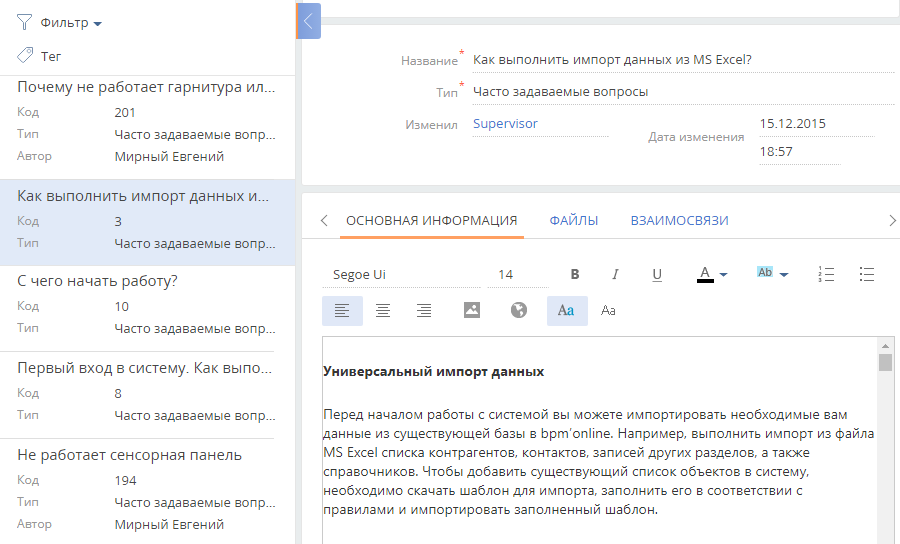 Фильтр
Тег
Почему не работает гарнитура ил...
Код 201
Тип Часто задаваемые вопр...
Автор Мирный Евгений
Как выполнить импорт данных и...
Код 3
Тип Часто задаваемые вопр...
С чего начать работу?
Код 10
Тип Часто задаваемые вопр...
Первый вход в систему. Как выпо...
Код 8
Тип Часто задаваемые вопр...
Не работает сенсорная панель
Код 194
Тип Часто задаваемые вопр...
Автор Мирный Евгений
Название* Как выполнить импорт данных из MS Excel?
Тип* Часто задаваемые вопросы
Изменил Supervisor
Дата изменения 15.12.2015
18:57
ОСНОВНАЯ ИНФОРМАЦИЯ ФАЙЛЫ ВЗАИМОСВЯЗИ
Segoe Ui 14 B I U A Ab
Aa Aa
Универсальный импорт данных
Перед началом работы с системой вы можете импортировать необходимые вам
данные из существующей базы в bpm'online. Например, выполнить импорт из файла
MS Excel списка контрагентов, контактов, записей других разделов, а также
справочников. Чтобы добавить существующий список объектов в систему,
необходимо скачать шаблон для импорта, заполнить его в соответствии с
правилами и импортировать заполненный шаблон.